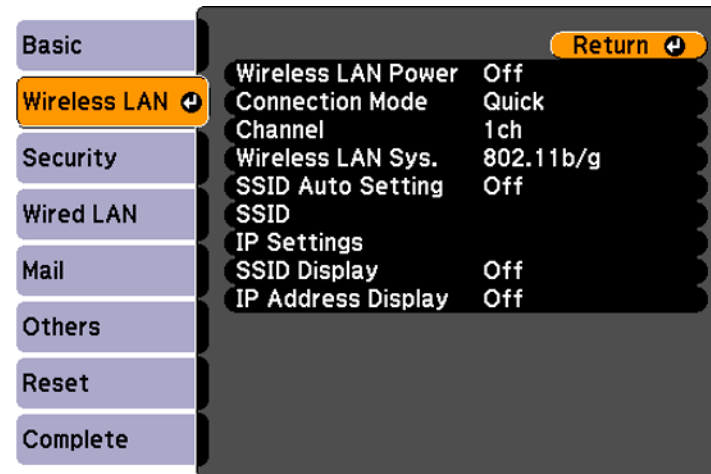 Basic
Wireless LAN
Security
Wired LAN
Mail
Others
Reset
Complete
Return
Wireless LAN Power Off
Connection Mode Quick
Channel 1ch
Wireless LAN Sys. 802.11b/g
SSID Auto Setting Off
SSID
IP Settings
SSID Display Off
IP Address Display Off